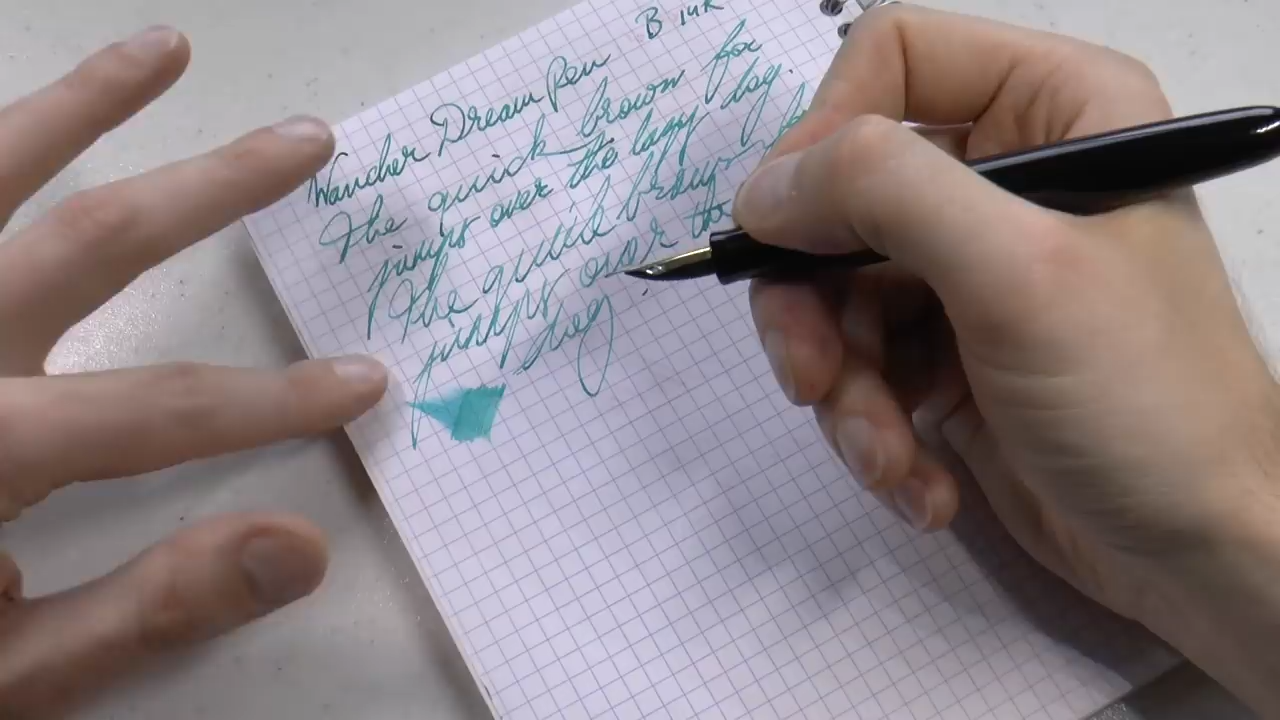 B 14K
Wancher Dream Pen
The quick brown fox
jumps over the lazy dog.
The quick brown
jumps over the
dog